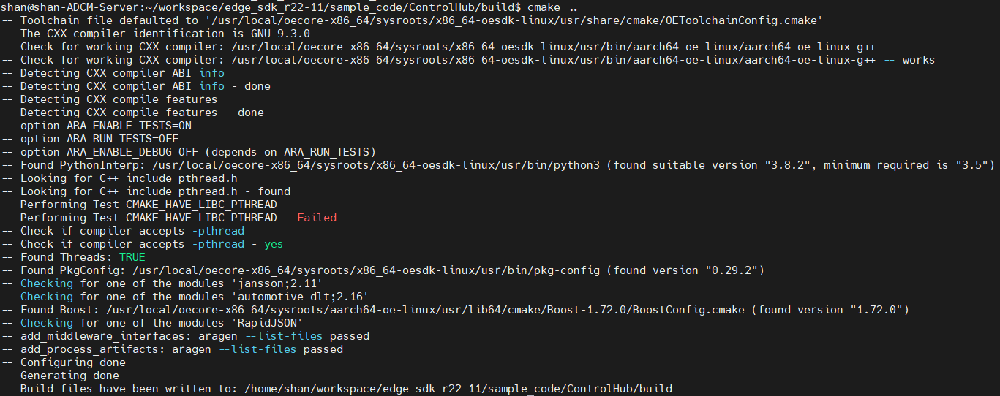 shan@shan-ADCM-Server:~/workspace/edge_sdk_r22-11/sample_code/ControlHub/build$ cmake ..
-- Toolchain file defaulted to '/usr/local/oecore-x86_64/sysroots/x86_64-oesdk-linux/usr/share/cmake/OEToolchainConfig.cmake'
-- The CXX compiler identification is GNU 9.3.0
-- Check for working CXX compiler: /usr/local/oecore-x86_64/sysroots/x86_64-oesdk-linux/usr/bin/aarch64-oe-linux/aarch64-oe-linux-g++
-- Check for working CXX compiler: /usr/local/oecore-x86_64/sysroots/x86_64-oesdk-linux/usr/bin/aarch64-oe-linux/aarch64-oe-linux-g++ -- works
-- Detecting CXX compiler ABI info
-- Detecting CXX compiler ABI info - done
-- Detecting CXX compile features
-- Detecting CXX compile features - done
-- option ARA_ENABLE_TESTS=ON
-- option ARA_RUN_TESTS=OFF
-- option ARA_ENABLE_DEBUG=OFF (depends on ARA_RUN_TESTS)
-- Found PythonInterp: /usr/local/oecore-x86_64/sysroots/x86_64-oesdk-linux/usr/bin/python3 (found suitable version "3.8.2", minimum required is "3.5")
-- Looking for C++ include pthread.h
-- Looking for C++ include pthread.h - found
-- Performing Test CMAKE_HAVE_LIBC_PTHREAD
-- Performing Test CMAKE_HAVE_LIBC_PTHREAD - Failed
-- Check if compiler accepts -pthread
-- Check if compiler accepts -pthread - yes
-- Found Threads: TRUE
-- Found PkgConfig: /usr/local/oecore-x86_64/sysroots/x86_64-oesdk-linux/usr/bin/pkg-config (found version "0.29.2")
-- Checking for one of the modules 'jansson;2.11'
-- Checking for one of the modules 'automotive-dlt;2.16'
-- Found Boost: /usr/local/oecore-x86_64/sysroots/aarch64-oe-linux/usr/lib64/cmake/Boost-1.72.0/BoostConfig.cmake (found version "1.72.0")
-- Checking for one of the modules 'RapidJSON'
-- add_middleware_interfaces: aragen --list-files passed
-- add_process_artifacts: aragen --list-files passed
-- Configuring done
-- Generating done
-- Build files have been written to: /home/shan/workspace/edge_sdk_r22-11/sample_code/ControlHub/build